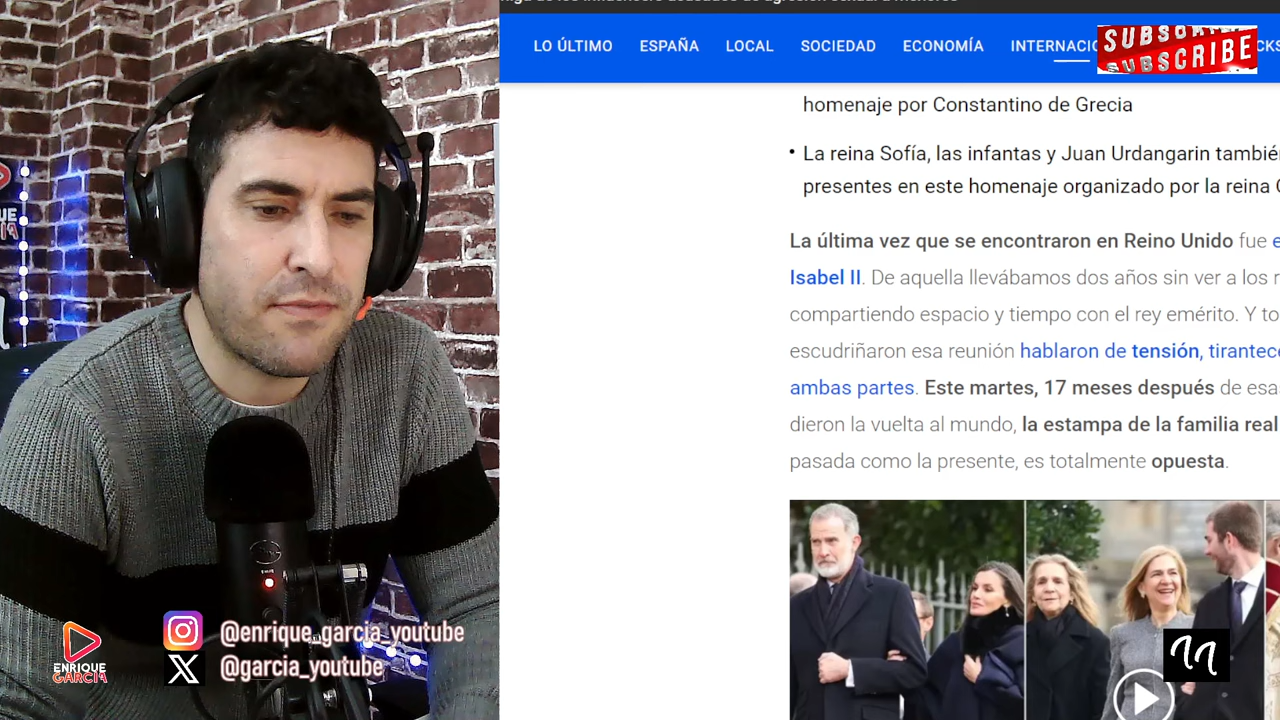 LO ÚLTIMO ESPAÑA LOCAL SOCIEDAD ECONOMÍA
SUBSCRIBE
homenaje por Constantino de Grecia
• La reina Sofía, las infantas y Juan Urdangarin
presentes en este homenaje organizado por la reina
La última vez que se encontraron en Reino Unido fue
Isabel II. De aquella llevábamos dos años sin ver a los
compartiendo espacio y tiempo con el rey emérito. Y
escudriñaron esa reunión hablaron de tensión,
ambas partes. Este martes, 17 meses después de
dieron la vuelta al mundo, la estampa de la familia real
pasada como la presente, es totalmente opuesta.
@enrique_garcia_youtube
@garcia_youtube
ENRIQUE
GARCIA